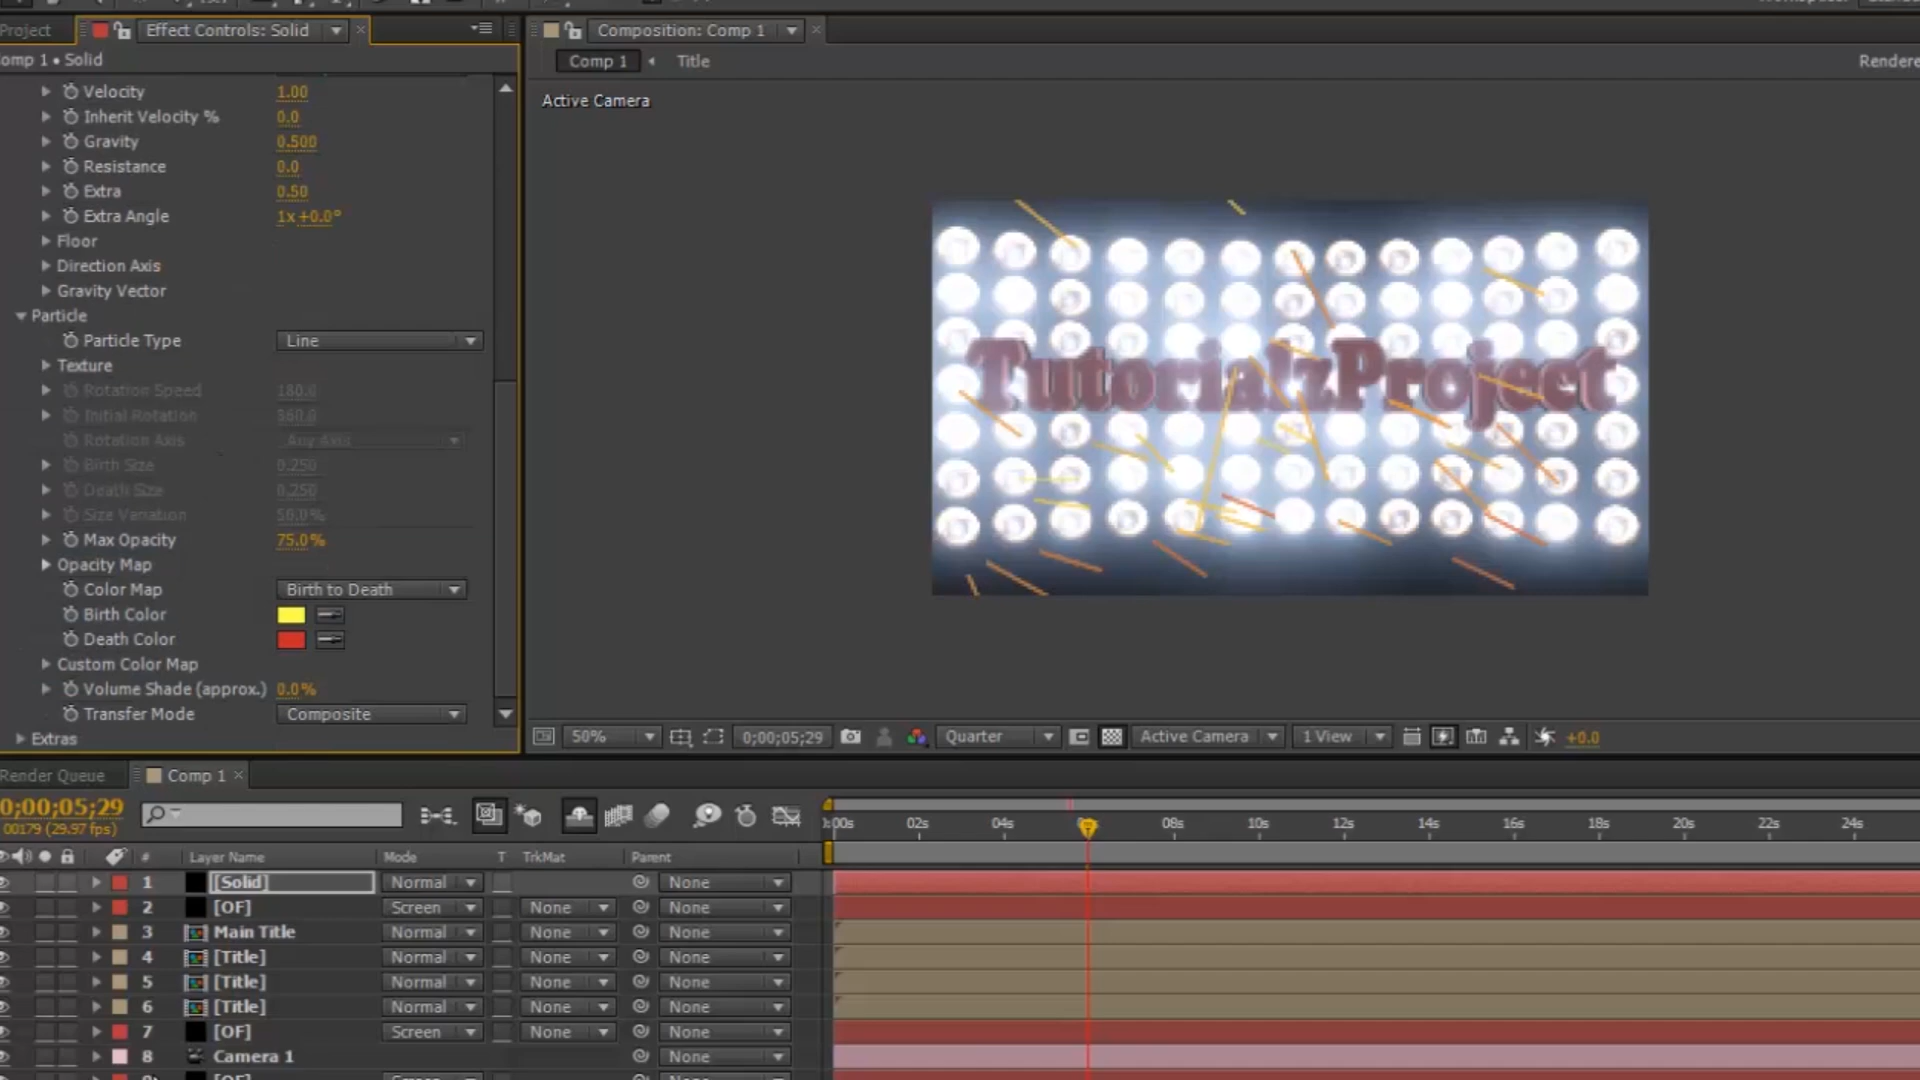 Project
Effect Controls: Solid
Composition: Comp 1
omp 1 • Solid
Comp 1
Title
Rendere
Active Camera
Velocity 1.00
Inherit Velocity % 0.0
Gravity 0.500
Resistance 0.0
Extra 0.50
Extra Angle 1x +0.0°
Floor
Direction Axis
Gravity Vector
Particle
Particle Type Line
Texture
Rotation Speed 180.0
Initial Rotation 360.0
Rotation Axis Any Axis
Birth Size 0.250
Death Size 0.250
Size Variation 50.0%
Max Opacity 75.0%
Opacity Map
Color Map Birth to Death
Birth Color
Death Color
Custom Color Map
Volume Shade (approx.) 0.0%
Transfer Mode Composite
Extras
TutorialzProject
50% 0;00;05;29 Quarter Active Camera 1 View +0.0
Render Queue
Comp 1
0;00;05;29
00179 (29.97 fps)
:00s 02s 04s 08s 10s 12s 14s 16s 18s 20s 22s 24s
# Layer Name Mode T TrkMat Parent
1 [Solid] Normal None
2 [OF] Screen None None
3 Main Title Normal None None
4 [Title] Normal None None
5 [Title] Normal None None
6 [Title] Normal None None
7 [OF] Screen None None
8 Camera 1 None